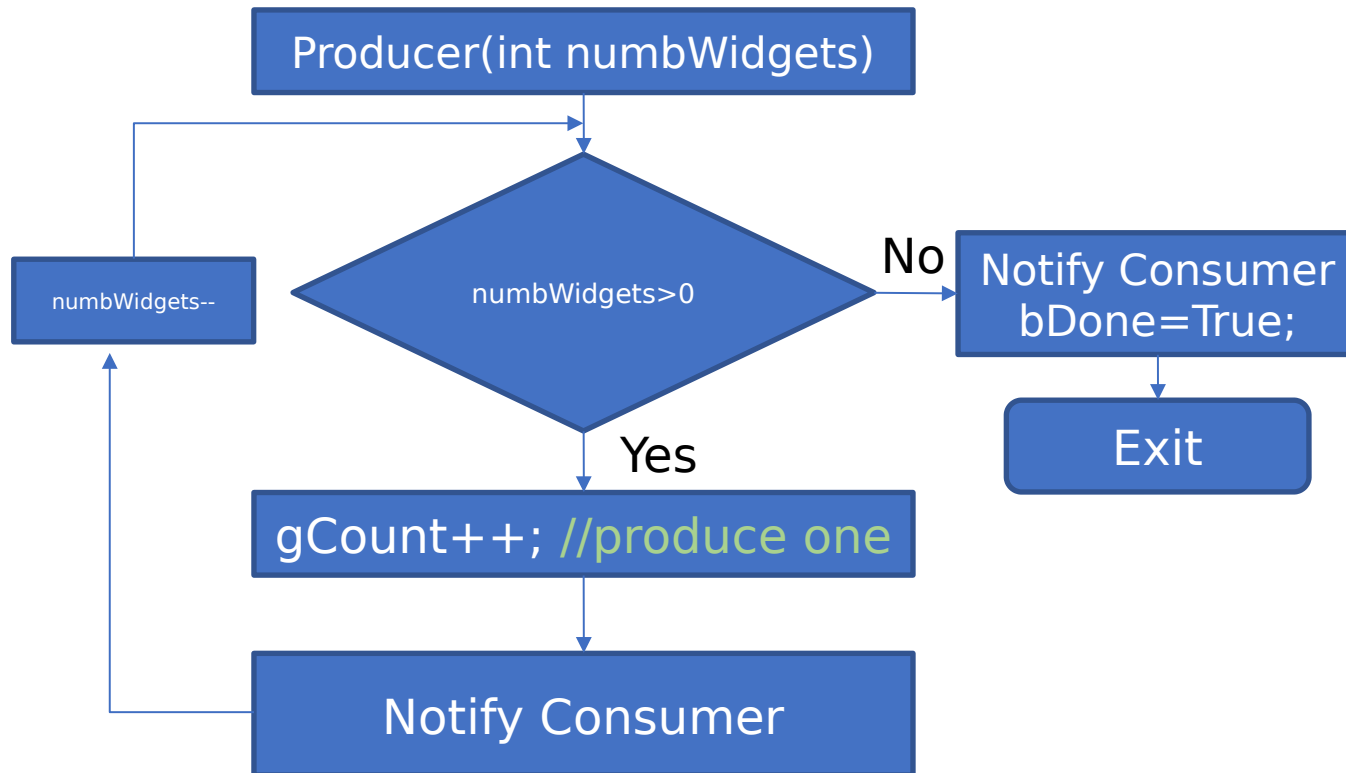 Producer(int numbWidgets)
numbWidgets>0
No
Notify Consumer
bDone=True;
Exit
numbWidgets--
Yes
gCount++; //produce one
Notify Consumer